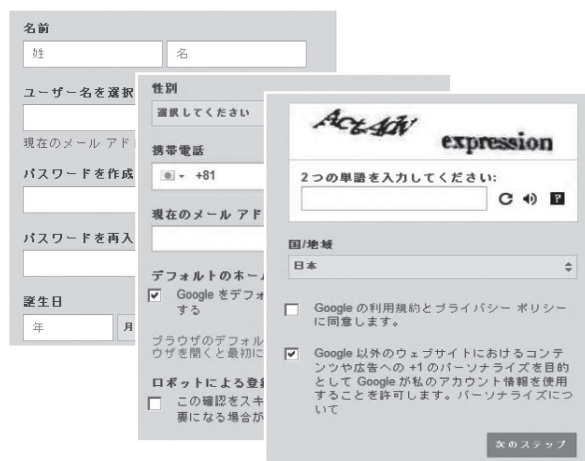 名前
姓 名
ユーザー名を選択
現在のメール アド
パスワードを作成
パスワードを再入
誕生日
年 月
性別
選択してください
携帯電話
+81
現在のメール アド
デフォルトのホーム
Google をデフォ
する
ブラウザのデフォル
ウザを開くと最初に
ロボットによる登録
この確認をスキ
要になる場合が
expression
2つの単語を入力してください:
国/地域
日本
Google の利用規約とプライバシー ポリシー
に同意します。
Google 以外のウェブサイトにおけるコンテ
ンツや広告への +1 のパーソナライズを目的
として Google が私のアカウント情報を使用
することを許可します。パーソナライズにつ
いて
次のステップ